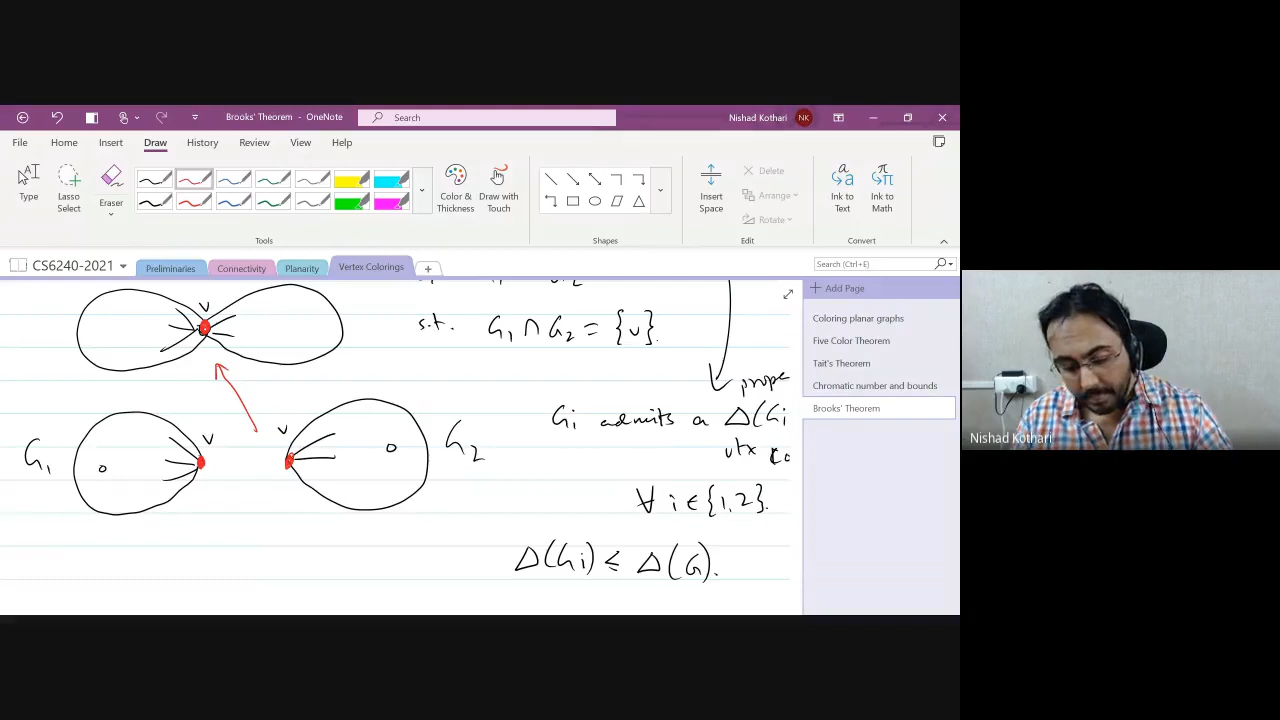 Brooks' Theorem - OneNote
Search
Nishad Kothari
NK
File Home Insert Draw History Review View Help
Type
Lasso Select
Eraser
Color & Thickness
Draw with Touch
Insert Space
Delete
Arrange
Rotate
Ink to Text
Ink to Math
Tools
Shapes
Edit
Convert
CS6240-2021
Preliminaries
Connectivity
Planarity
Vertex Colorings
Search (Ctrl+E)
Add Page
Coloring planar graphs
Five Color Theorem
Tait's Theorem
Chromatic number and bounds
Brooks' Theorem
v
s.t. G1 ∩ G2 = {v}.
prope
Gi admits a Δ(Gi
vtx co
∀ i ∈ {1,2}.
Δ(Gi) ≤ Δ(G).
G1
v
v
G2
Nishad Kothari